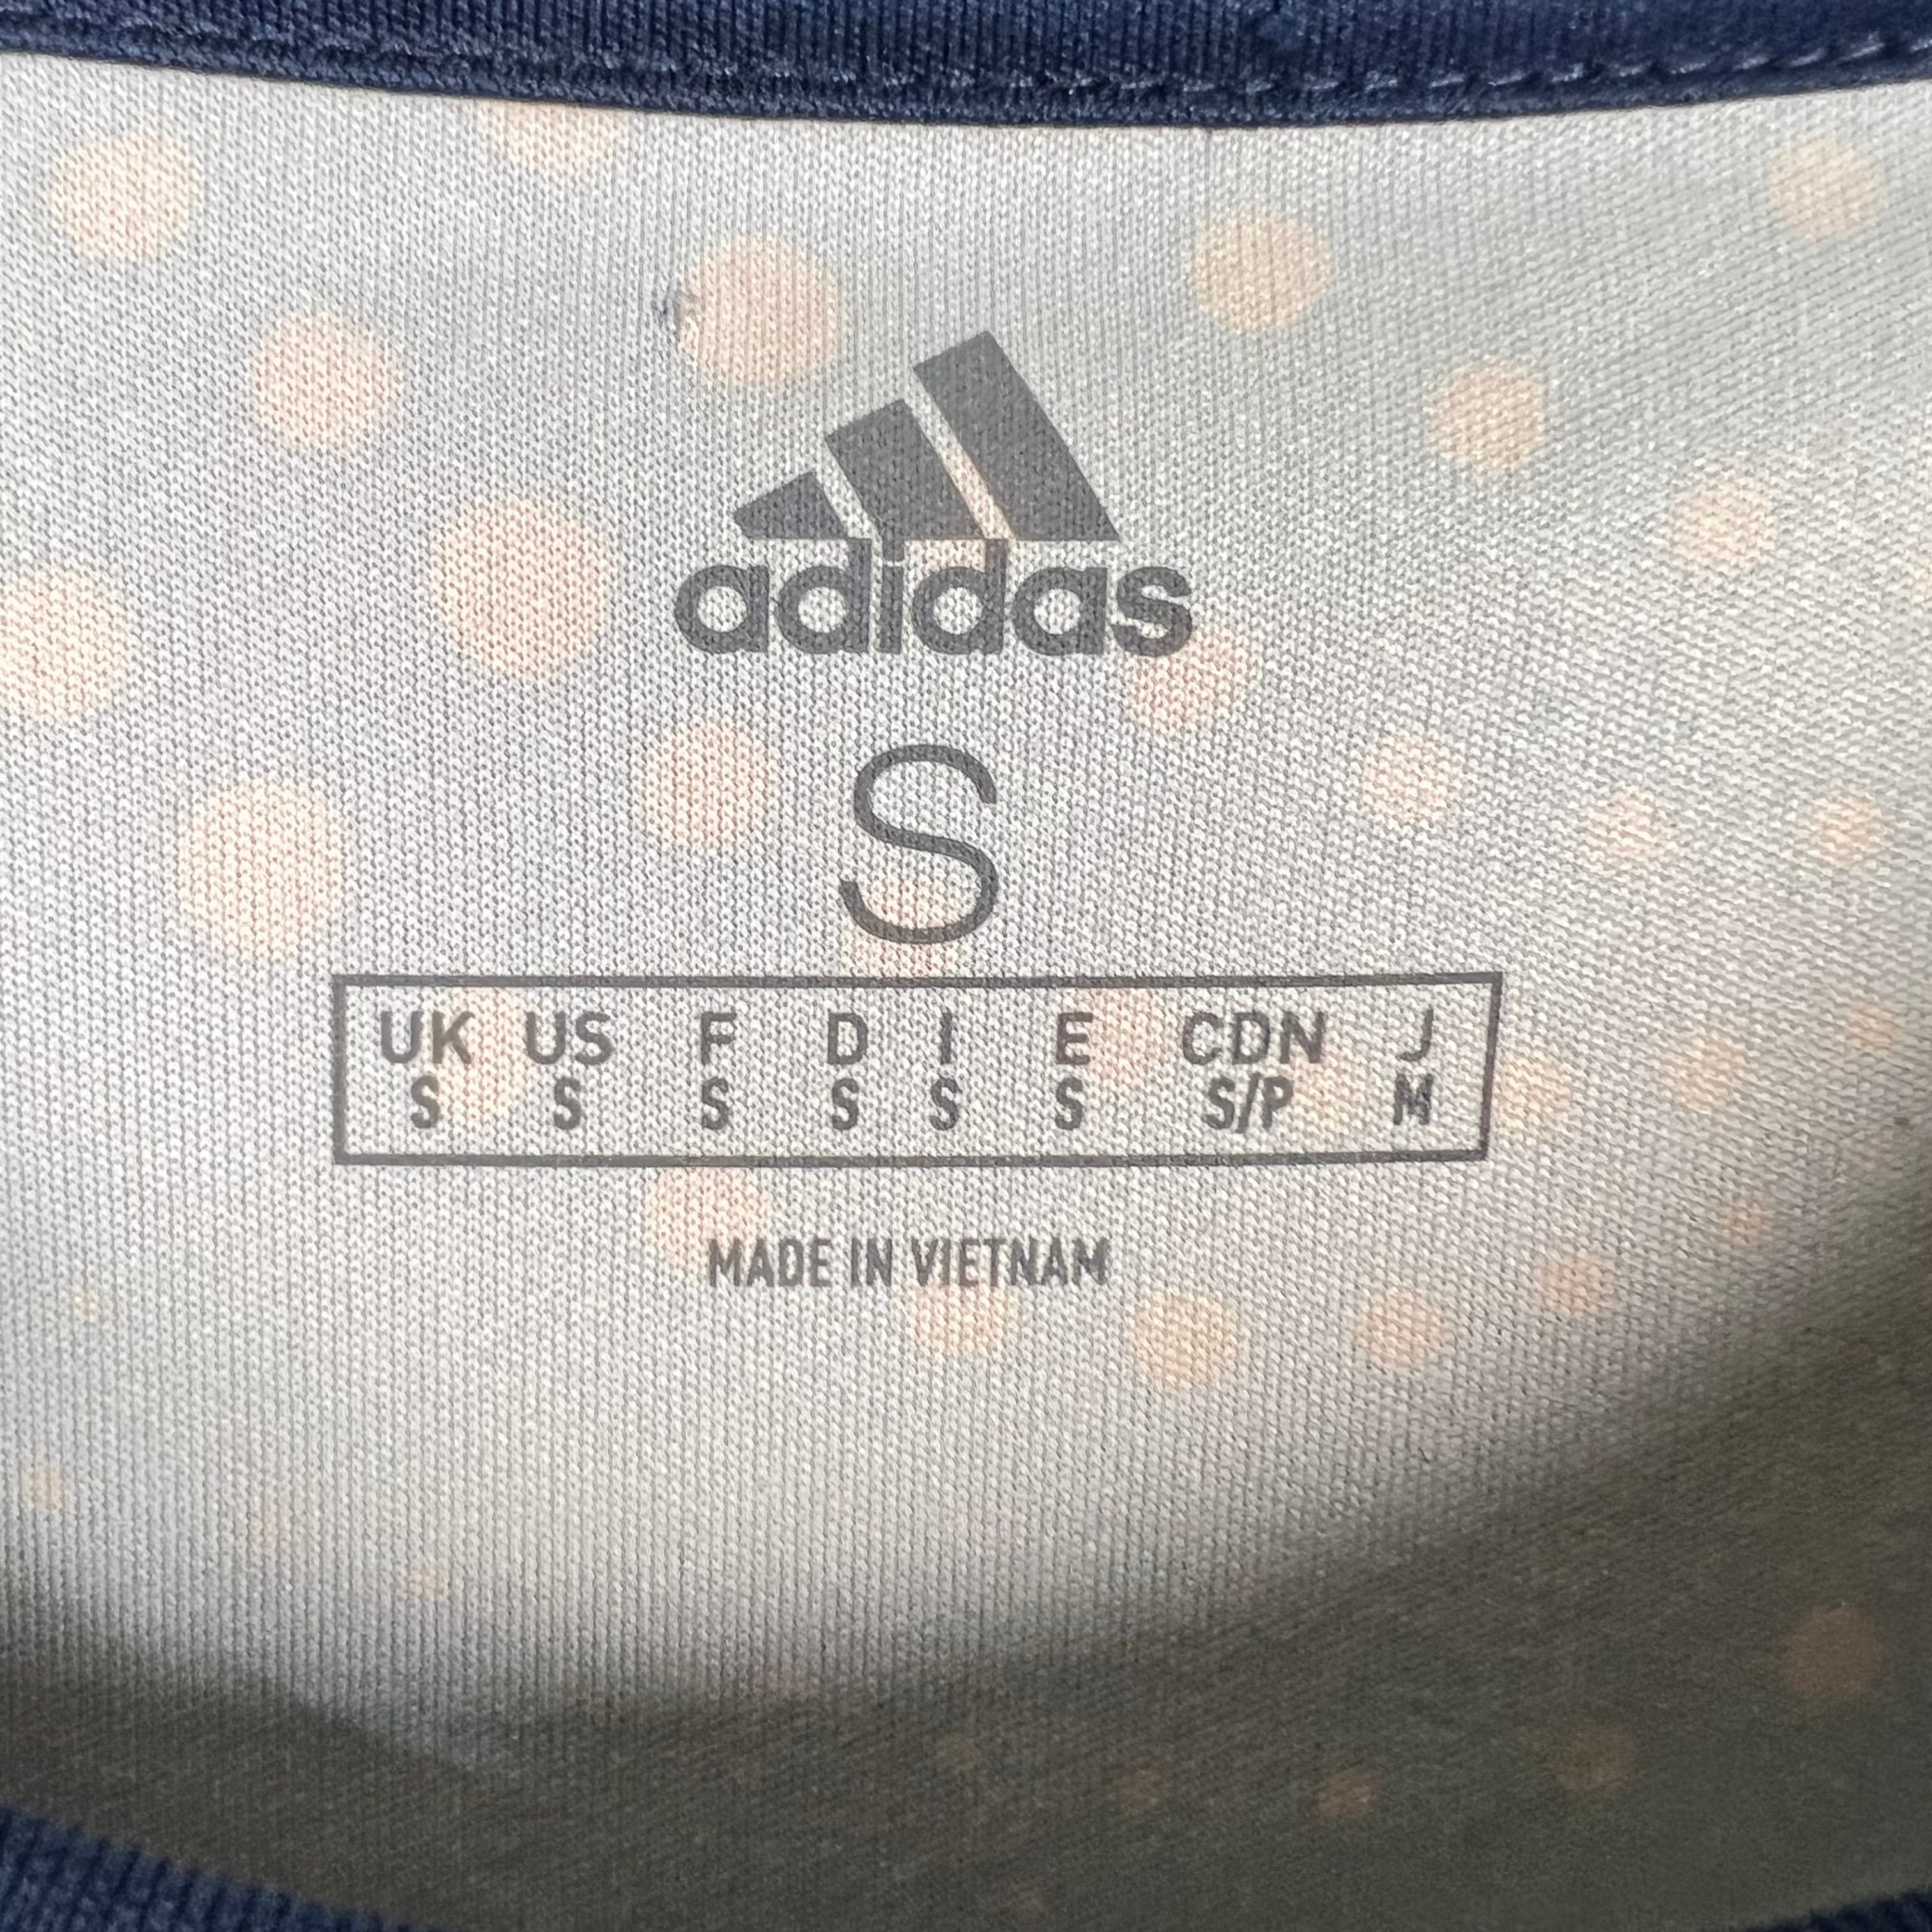 adidas
S
UK US F D I E CDN J
S S S S S S S/P M
MADE IN VIETNAM